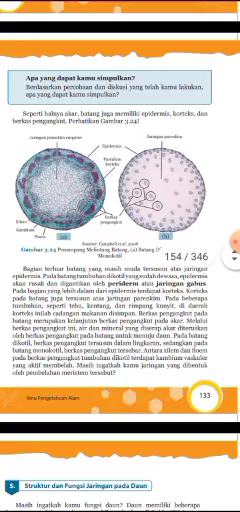 Apa yang dapat kamu simpulkan?
Berdasarkan percobaan dan diskusi yang telah kamu lakukan,
apa yang dapat kamu simpulkan?
Seperti halnya akar, batang juga memiliki epidermis, korteks, dan
berkas pengangkut. Perhatikan Gambar 3.24!
Jaringan parenkim empulur
Jaringan parenkim
Epidermis
Parenkim
korteks
Berkas
pengangkut
Xilem
Kambium
Floem
(a)
(b)
Sumber: Campbell et al. 2008
Gambar 3.24 Penampang Melintang Batang, (a) Batang D
Monokotil
154 / 346
Bagian terluar batang yang masih muda tersusun atas jaringan
epidermis. Pada batang tumbuhan dikotil yang sudah dewasa, epidermis
akan rusak dan digantikan oleh periderm atau jaringan gabus.
Pada bagian yang lebih dalam dari epidermis terdapat korteks. Korteks
pada batang juga tersusun atas jaringan parenkim. Pada beberapa
tumbuhan, seperti tebu, kentang, dan rimpang kunyit, di daerah
korteks inilah cadangan makanan disimpan. Berkas pengangkut pada
batang merupakan kelanjutan berkas pengangkut pada akar. Melalui
berkas pengangkut ini, air dan mineral yang diserap akar diteruskan
oleh berkas pengangkut pada batang untuk menuju daun. Pada batang
dikotil, berkas pengangkut tersusun dalam lingkaran, sedangkan pada
batang monokotil, berkas pengangkut tersebar. Antara xilem dan floem
pada berkas pengangkut tumbuhan dikotil terdapat kambium vaskuler
yang aktif membelah. Masih ingatkah kamu jaringan yang dibentuk
oleh pembelahan meristem tersebut?
Ilmu Pengetahuan Alam
133
5. Struktur dan Fungsi Jaringan pada Daun
Masih ingatkah kamu fungsi daun? Daun memiliki beberapa